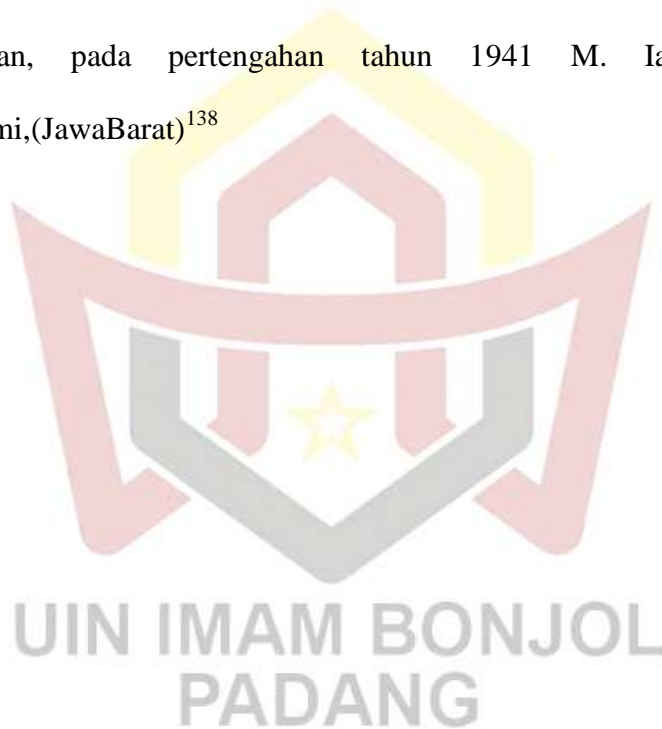 an, pada pertengahan tahun 1941 M. Ia
mi,(JawaBarat)138
UIN IMAM BONJOL
PADANG